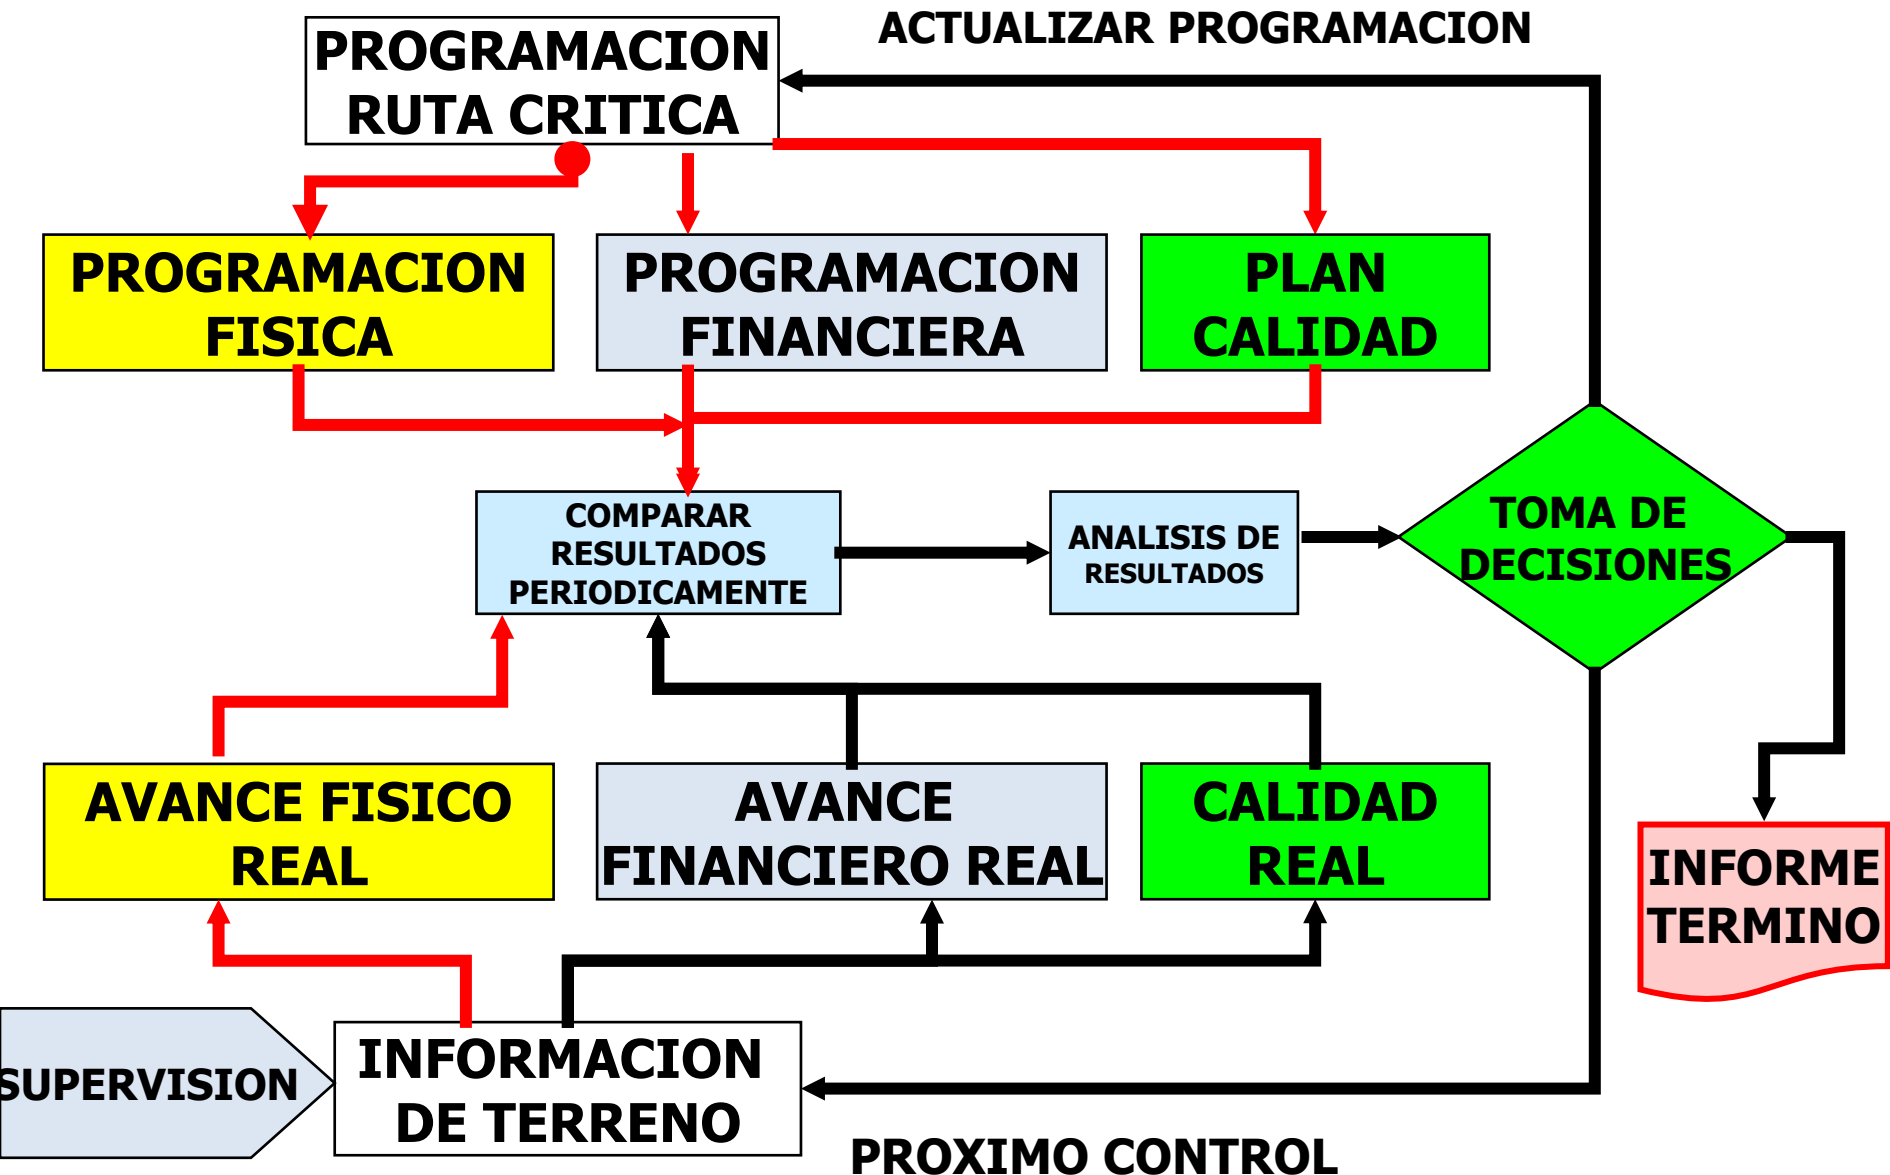 ACTUALIZAR PROGRAMACION
PROGRAMACION
RUTA CRITICA
PROGRAMACION
FISICA
PROGRAMACION
FINANCIERA
PLAN
CALIDAD
COMPARAR
RESULTADOS
PERIODICAMENTE
ANALISIS DE
RESULTADOS
TOMA DE
DECISIONES
AVANCE FISICO
REAL
AVANCE
FINANCIERO REAL
CALIDAD
REAL
INFORME
TERMINO
SUPERVISION
INFORMACION
DE TERRENO
PROXIMO CONTROL